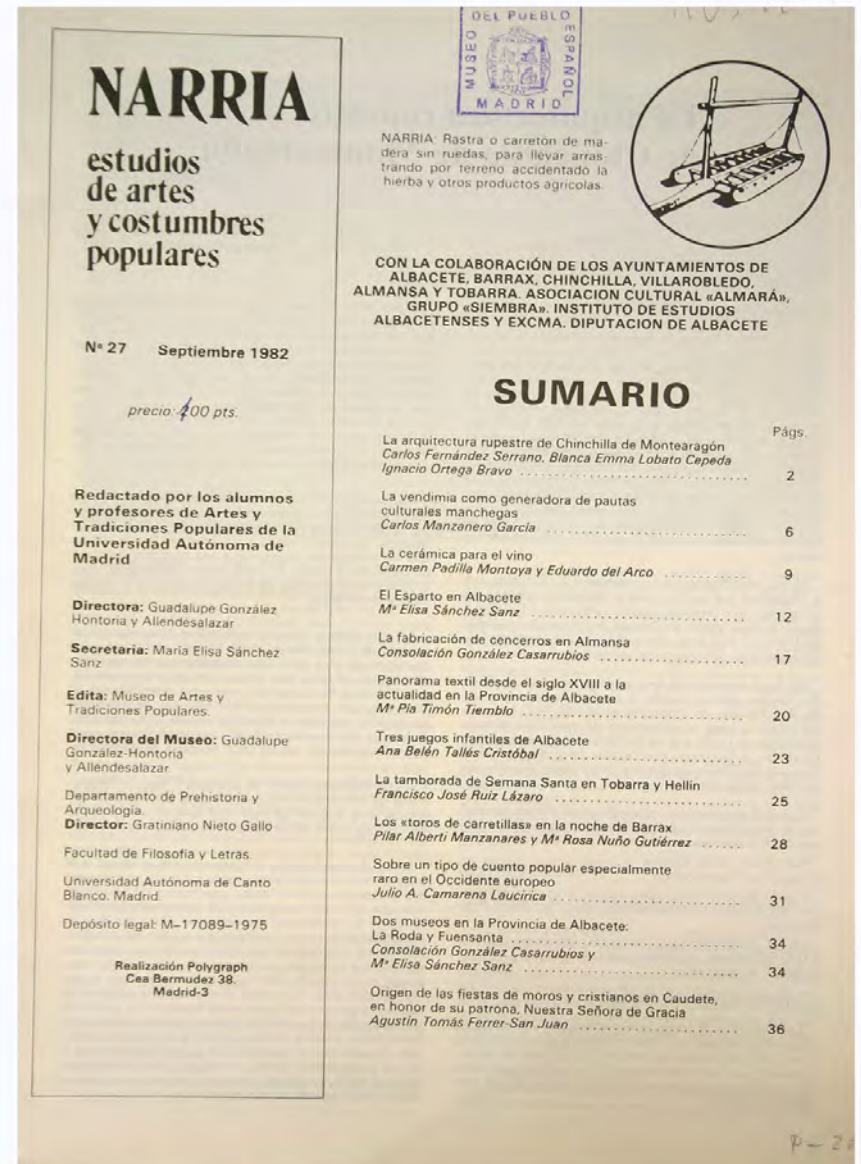 NARRIA
estudios
de artes
y costumbres
populares
Nº 27 Septiembre 1982
precio: 400 pts.
Redactado por los alumnos
y profesores de Artes y
Tradiciones Populares de la
Universidad Autónoma de
Madrid
Directora: Guadalupe González
Hontoria y Allendesalazar
Secretaria: Maria Elisa Sánchez
Sanz
Edita: Museo de Artes y
Tradiciones Populares.
Directora del Museo: Guadalupe
González-Hontoria
y Allendesalazar
Departamento de Prehistoria y
Arqueología.
Director: Gratiniano Nieto Gallo
Facultad de Filosofía y Letras.
Universidad Autónoma de Canto
Blanco. Madrid.
Depósito legal: M–17089–1975
Realización Polygraph
Cea Bermudez 38.
Madrid-3
MUSEO
DEL PUEBLO
ESPAÑOL
MADRID
NARRIA: Rastra o carretón de ma-
dera sin ruedas, para llevar arras-
trando por terreno accidentado la
hierba y otros productos agrícolas.
CON LA COLABORACIÓN DE LOS AYUNTAMIENTOS DE
ALBACETE, BARRAX, CHINCHILLA, VILLAROBLEDO,
ALMANSA Y TOBARRA. ASOCIACION CULTURAL «ALMARÁ»,
GRUPO «SIEMBRA». INSTITUTO DE ESTUDIOS
ALBACETENSES Y EXCMA. DIPUTACION DE ALBACETE
SUMARIO
Págs.
La arquitectura rupestre de Chinchilla de Montearagón
Carlos Fernández Serrano, Blanca Emma Lobato Cepeda
Ignacio Ortega Bravo ................................ 2
La vendimia como generadora de pautas
culturales manchegas
Carlos Manzanero García ............................ 6
La cerámica para el vino
Carmen Padilla Montoya y Eduardo del Arco ............ 9
El Esparto en Albacete
Mª Elisa Sánchez Sanz .............................. 12
La fabricación de cencerros en Almansa
Consolación González Casarrubios ..................... 17
Panorama textil desde el siglo XVIII a la
actualidad en la Provincia de Albacete
Mª Pía Timón Tiemblo ............................... 20
Tres juegos infantiles de Albacete
Ana Belén Tallés Cristóbal ........................... 23
La tamborada de Semana Santa en Tobarra y Hellín
Francisco José Ruiz Lázaro .......................... 25
Los «toros de carretillas» en la noche de Barrax
Pilar Alberti Manzanares y Mª Rosa Nuño Gutiérrez ...... 28
Sobre un tipo de cuento popular especialmente
raro en el Occidente europeo
Julio A. Camarena Laucirica ........................... 31
Dos museos en la Provincia de Albacete:
La Roda y Fuensanta ................................ 34
Consolación González Casarrubios y
Mª Elisa Sánchez Sanz .............................. 34
Origen de las fiestas de moros y cristianos en Caudete,
en honor de su patrona, Nuestra Señora de Gracia
Agustín Tomás Ferrer-San Juan ....................... 36